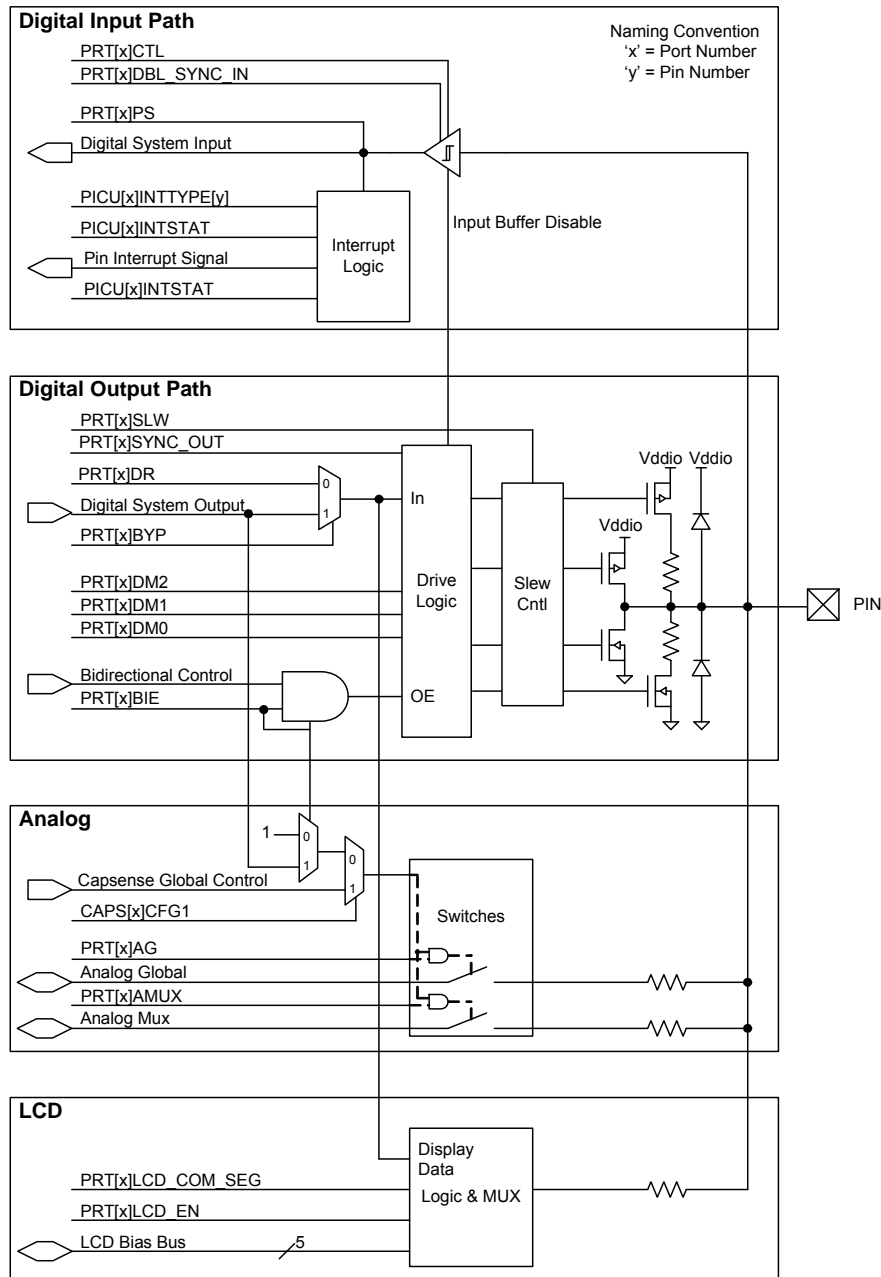 Digital Input Path
Naming Convention
‘x’ = Port Number
‘y’ = Pin Number
PRT[x]CTL
PRT[x]DBL_SYNC_IN
PRT[x]PS
Digital System Input
PICU[x]INTTYPE[y]
PICU[x]INTSTAT
Pin Interrupt Signal
PICU[x]INTSTAT
Interrupt
Logic
Input Buffer Disable
Digital Output Path
PRT[x]SLW
PRT[x]SYNC_OUT
PRT[x]DR
Digital System Output
PRT[x]BYP
0
1
PRT[x]DM2
PRT[x]DM1
PRT[x]DM0
Bidirectional Control
PRT[x]BIE
In
Drive
Logic
OE
Slew
Cntl
Vddio
Vddio
Vddio
PIN
Analog
1
0
1
0
1
Capsense Global Control
CAPS[x]CFG1
Switches
PRT[x]AG
Analog Global
PRT[x]AMUX
Analog Mux
LCD
Display
Data
Logic & MUX
PRT[x]LCD_COM_SEG
PRT[x]LCD_EN
LCD Bias Bus
5